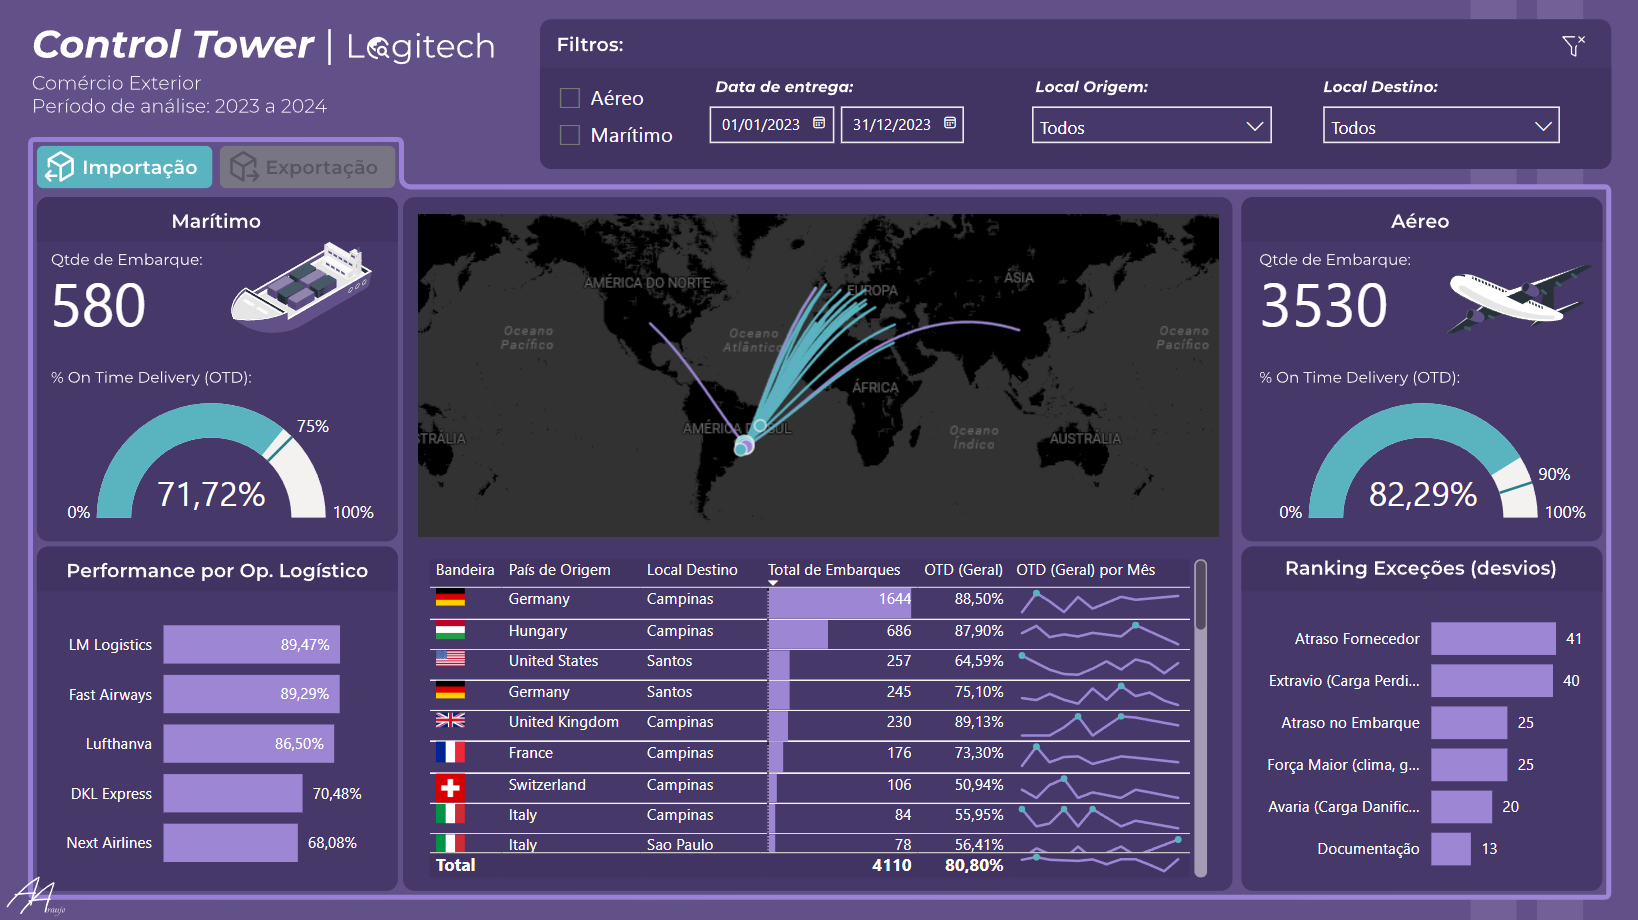 Control Tower | Logitech
Comércio Exterior
Período de análise: 2023 a 2024
Filtros:
Aéreo
Marítimo
Data de entrega:
01/01/2023
31/12/2023
Local Origem:
Todos
Local Destino:
Todos
Importação
Exportação
Marítimo
Qtde de Embarque:
580
% On Time Delivery (OTD):
75%
71,72%
0%
100%
Performance por Op. Logístico
LM Logistics 89,47%
Fast Airways 89,29%
Lufthanva 86,50%
DKL Express 70,48%
Next Airlines 68,08%
AMÉRICA DO NORTE
EUROPA
ÁSIA
Oceano
Pacífico
Oceano
Atlântico
Oceano
Pacífico
ÁFRICA
AMÉRICA DO SUL
Oceano
Índico
TRÁLIA
AUSTRÁLIA
Bandeira País de Origem Local Destino Total de Embarques OTD (Geral) OTD (Geral) por Mês
Germany Campinas 1644 88,50%
Hungary Campinas 686 87,90%
United States Santos 257 64,59%
Germany Santos 245 75,10%
United Kingdom Campinas 230 89,13%
France Campinas 176 73,30%
Switzerland Campinas 106 50,94%
Italy Campinas 84 55,95%
Italy Sao Paulo 78 56,41%
Total 4110 80,80%
Aéreo
Qtde de Embarque:
3530
% On Time Delivery (OTD):
90%
82,29%
0%
100%
Ranking Exceções (desvios)
Atraso Fornecedor 41
Extravio (Carga Perdi... 40
Atraso no Embarque 25
Força Maior (clima, g... 25
Avaria (Carga Danific... 20
Documentação 13